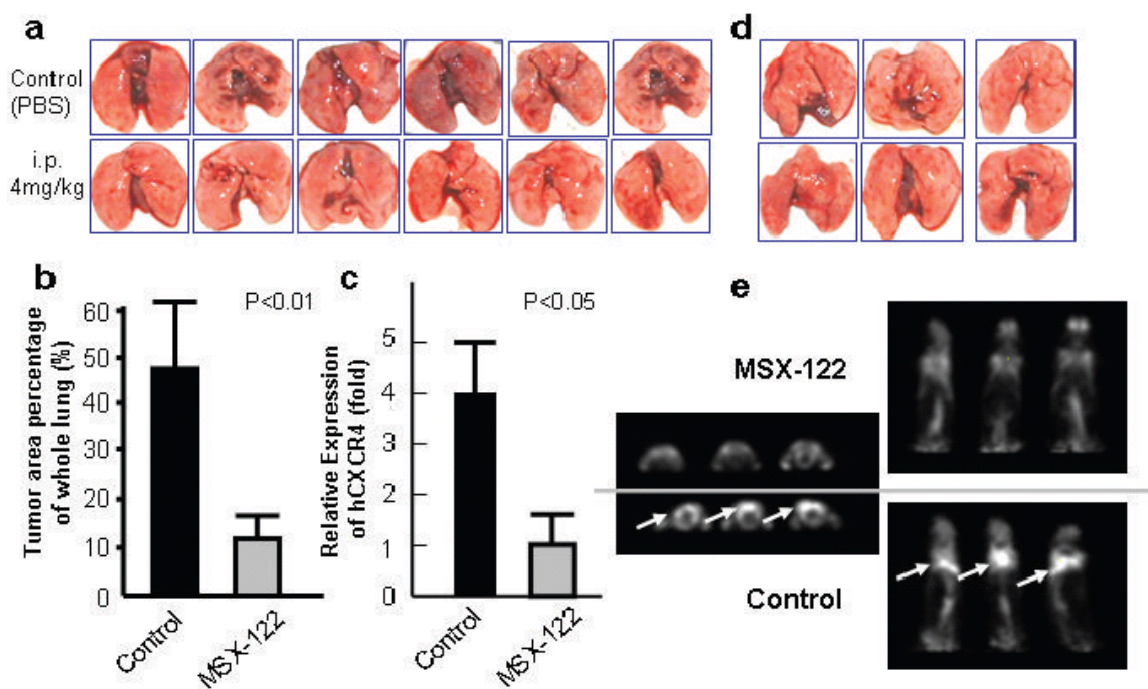 a
Control
(PBS)
i.p.
4mg/kg
d
b
P<0.01
Tumor area percentage
of whole lung (%)
60
50
40
30
20
10
0
Control
MSX-122
c
P<0.05
Relative Expression
of hCXCR4 (fold)
5
4
3
2
1
0
Control
MSX-122
e
MSX-122
Control